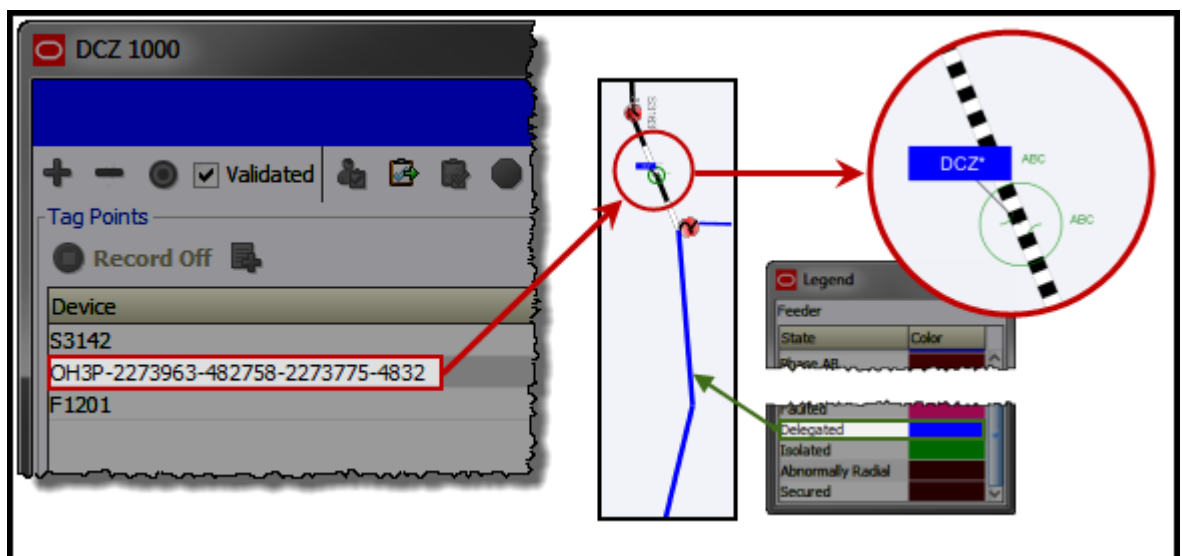 DCZ 1000
Validated
Tag Points
Record Off
Device
S3142
OH3P-2273963-482758-2273775-4832
F1201
DCZ*
ABC
ABC
Legend
Feeder
State Color
Phase AB
Faulted
Delegated
Isolated
Abnormally Radial
Secured